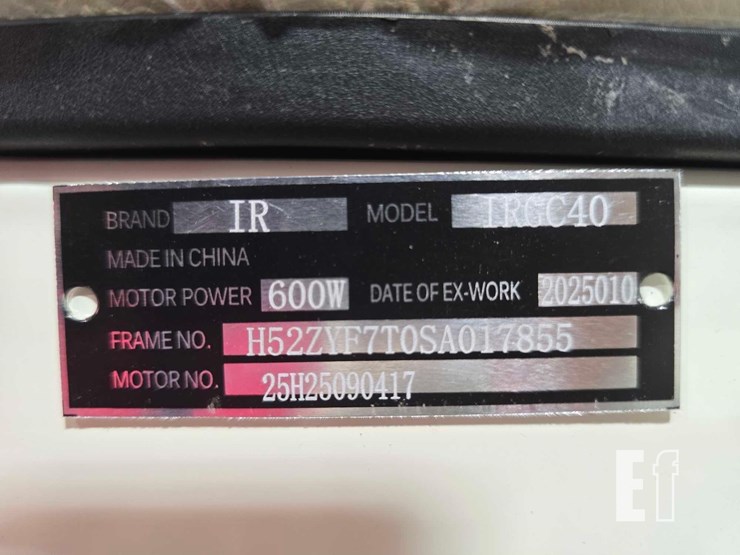 BRAND IR MODEL IRGC40
MADE IN CHINA
MOTOR POWER 600W DATE OF EX-WORK 2025010
FRAME NO. H52ZYF7T0SA017855
MOTOR NO. 25H25090417
Ef